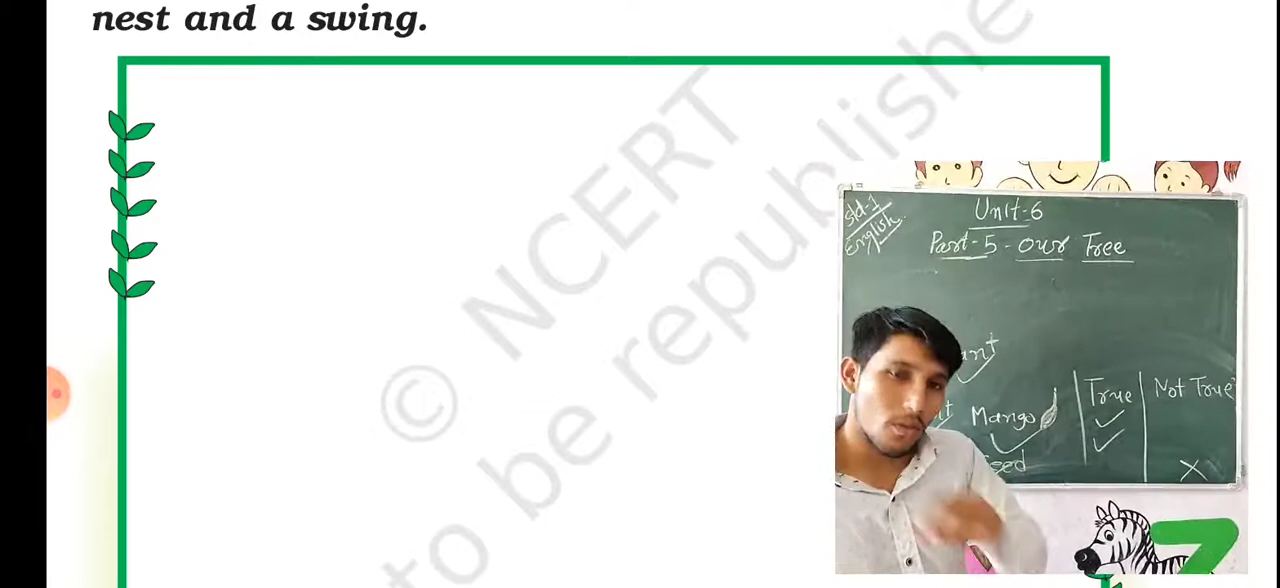 nest and a swing.
© NCERT
to be republishe
Std-1
English
Unit-6
Part-5 - our Tree
Mango
True
Not True